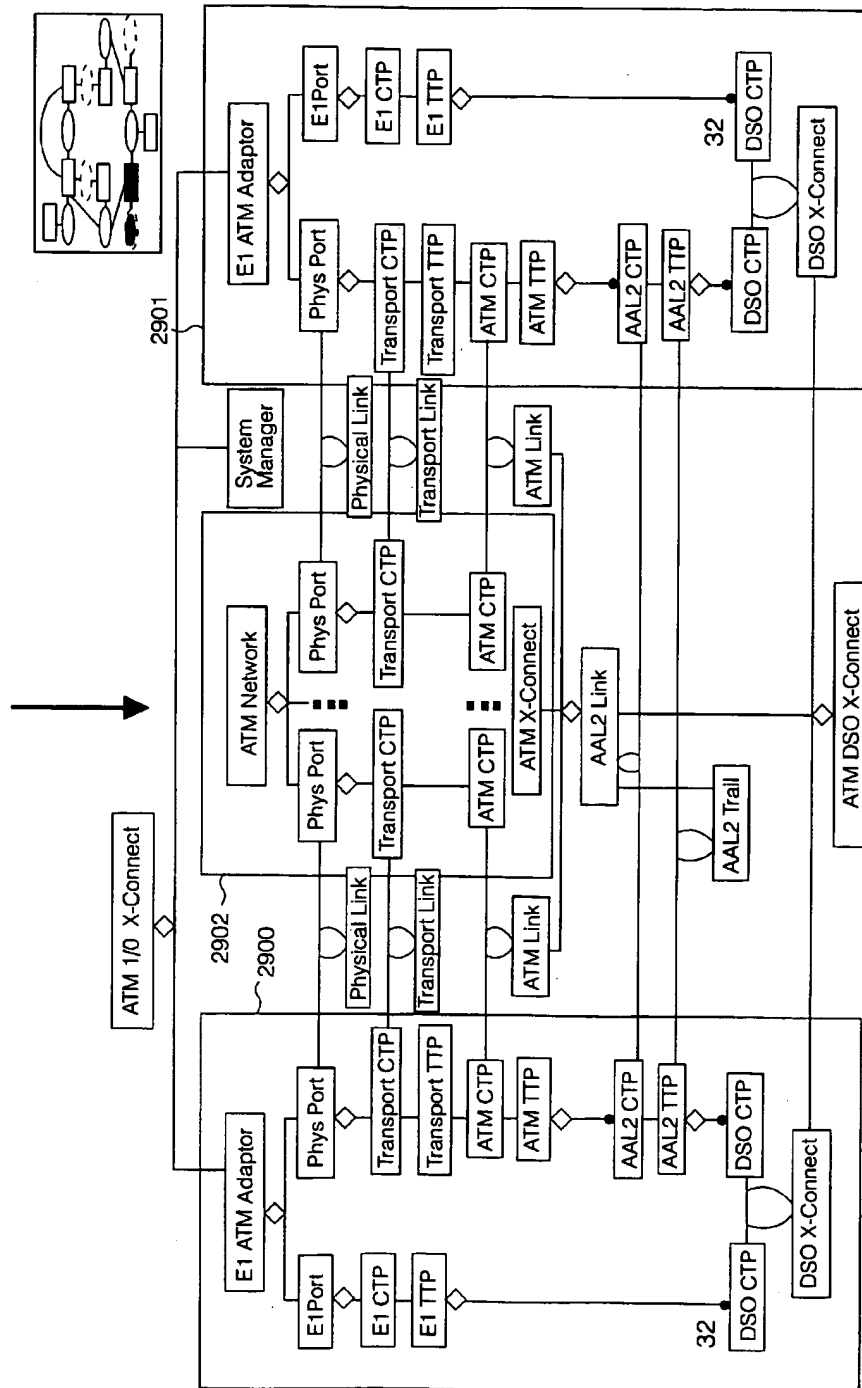 ATM 1/0 X-Connect
2900
2902
2901
E1 ATM Adaptor
ATM Network
System
Manager
E1 ATM Adaptor
E1Port
Phys Port
Phys Port
Phys Port
Phys Port
E1Port
Physical Link
Physical Link
E1 CTP
Transport CTP
Transport CTP
Transport CTP
Transport CTP
E1 CTP
Transport Link
Transport Link
E1 TTP
Transport TTP
Transport TTP
E1 TTP
ATM CTP
ATM CTP
ATM CTP
ATM CTP
ATM Link
ATM X-Connect
ATM Link
ATM TTP
ATM TTP
AAL2 Link
AAL2 CTP
AAL2 CTP
AAL2 TTP
AAL2 TTP
32
AAL2 Trail
32
DSO CTP
DSO CTP
DSO CTP
DSO CTP
DSO X-Connect
DSO X-Connect
ATM DSO X-Connect